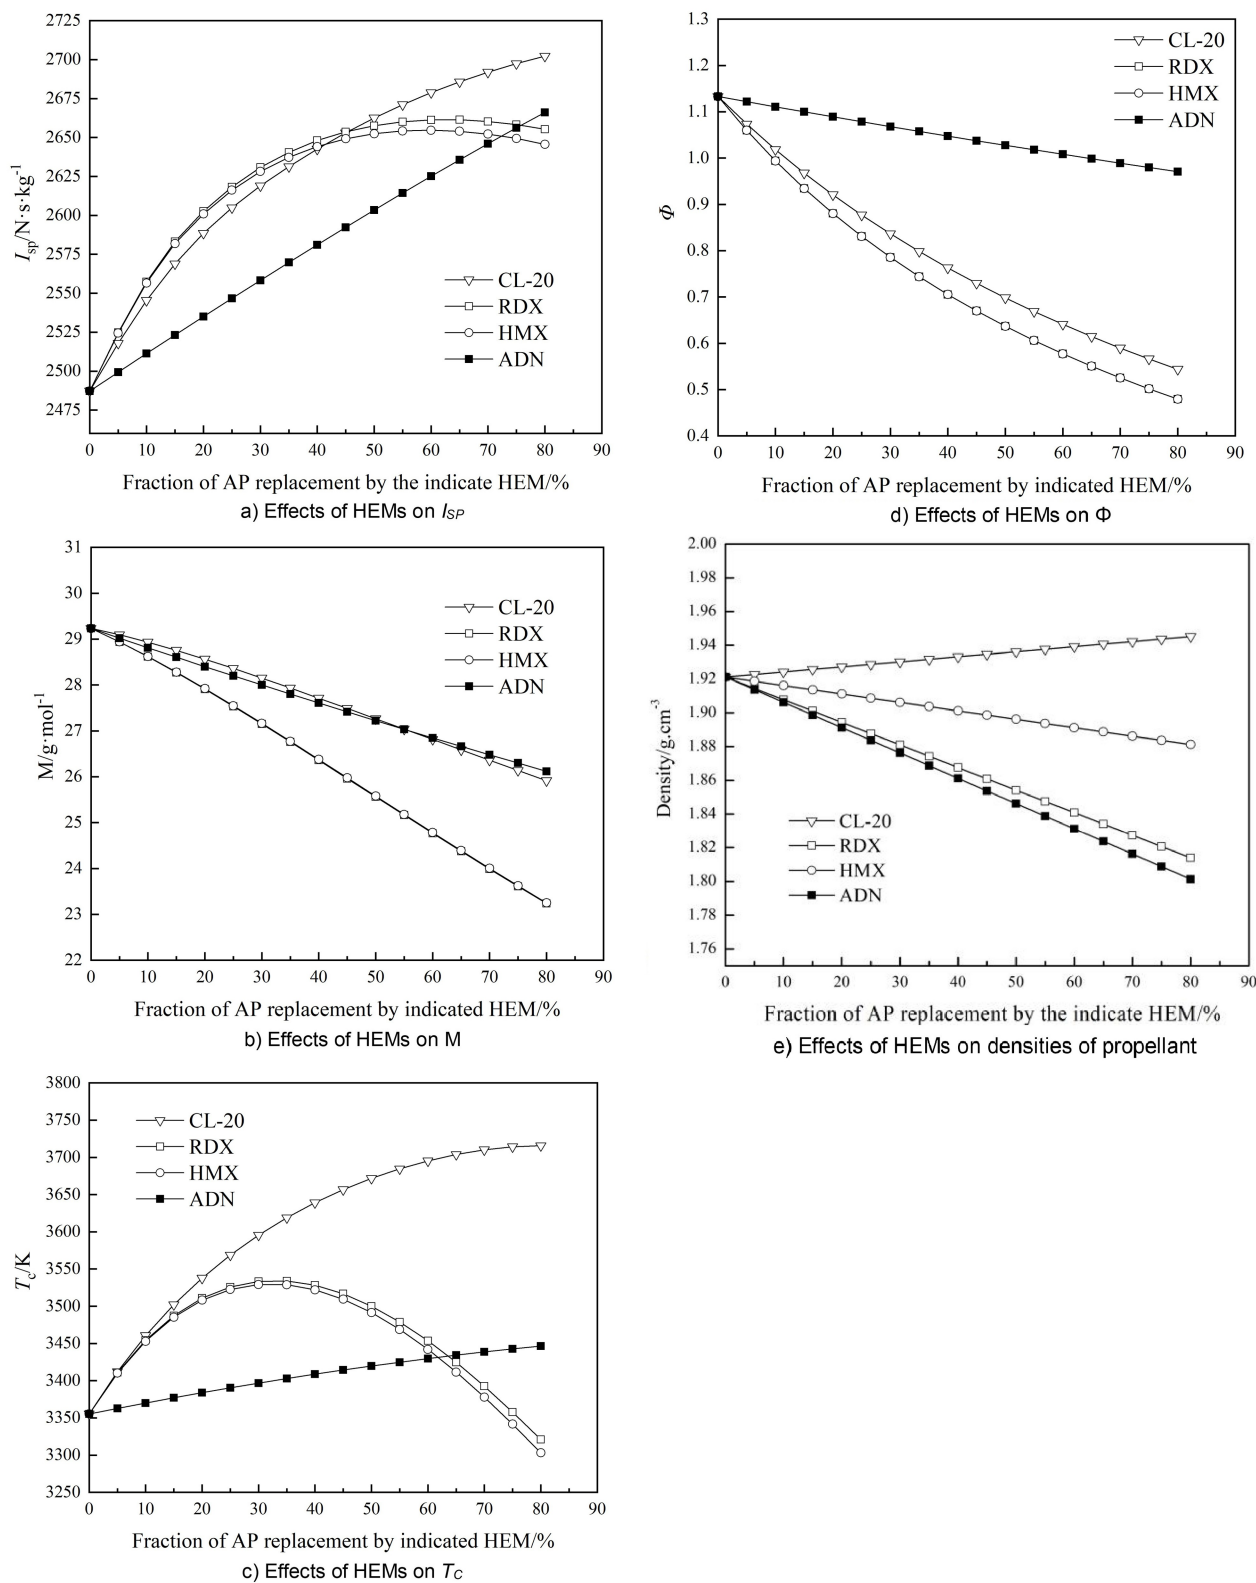 2725
2700
2675
2650
2625
2600
2575
2550
2525
2500
2475
I_sp/N·s·kg⁻¹
CL-20
RDX
HMX
ADN
0 10 20 30 40 50 60 70 80 90
Fraction of AP replacement by the indicate HEM/%
a) Effects of HEMs on I_SP
1.3
1.2
1.1
1.0
0.9
0.8
0.7
0.6
0.5
0.4
Φ
CL-20
RDX
HMX
ADN
0 10 20 30 40 50 60 70 80 90
Fraction of AP replacement by indicated HEM/%
d) Effects of HEMs on Φ
31
30
29
28
27
26
25
24
23
22
M/g·mol⁻¹
CL-20
RDX
HMX
ADN
0 10 20 30 40 50 60 70 80 90
Fraction of AP replacement by indicated HEM/%
b) Effects of HEMs on M
2.00
1.98
1.96
1.94
1.92
1.90
1.88
1.86
1.84
1.82
1.80
1.78
1.76
Density/g.cm⁻³
CL-20
RDX
HMX
ADN
0 10 20 30 40 50 60 70 80 90
Fraction of AP replacement by the indicate HEM/%
e) Effects of HEMs on densities of propellant
3800
3750
3700
3650
3600
3550
3500
3450
3400
3350
3300
3250
T_c/K
CL-20
RDX
HMX
ADN
0 10 20 30 40 50 60 70 80 90
Fraction of AP replacement by indicated HEM/%
c) Effects of HEMs on T_C